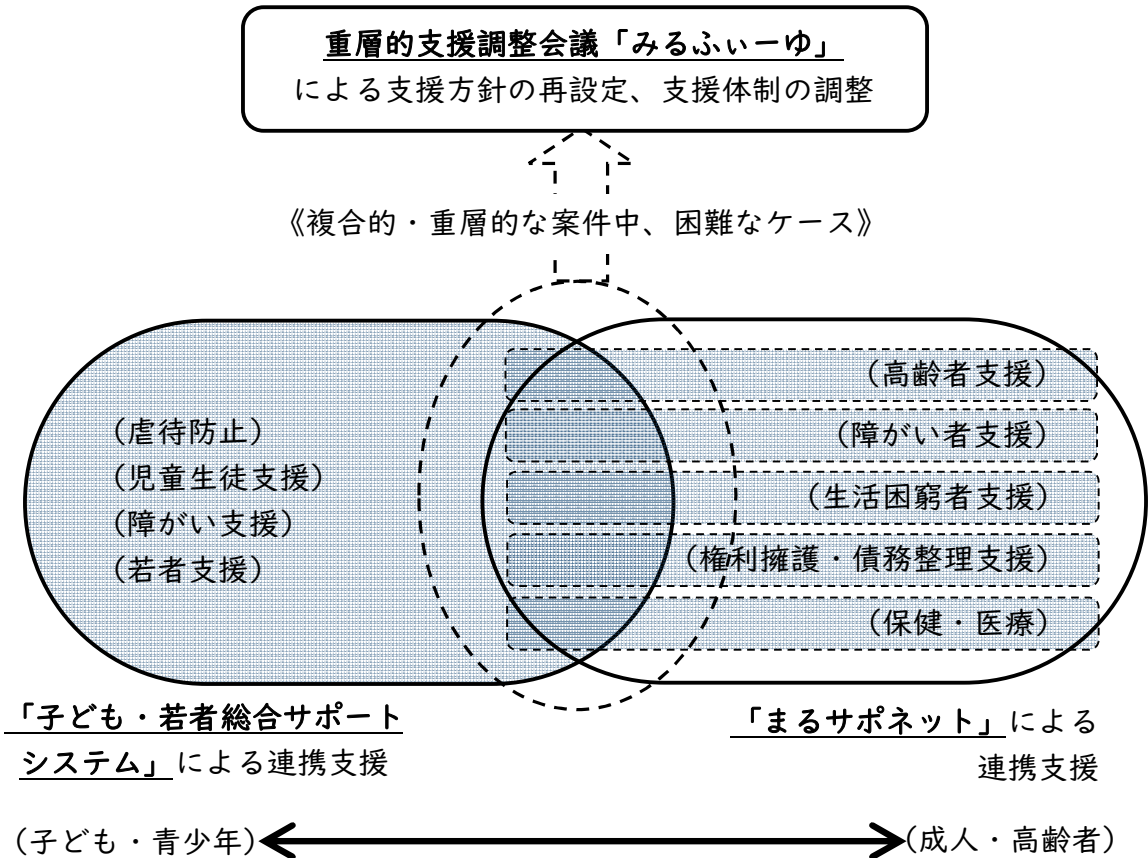 重層的支援調整会議「みるふぃーゆ」
による支援方針の再設定、支援体制の調整
《複合的・重層的な案件中、困難なケース》
(虐待防止)
(児童生徒支援)
(障がい支援)
(若者支援)
(高齢者支援)
(障がい者支援)
(生活困窮者支援)
(権利擁護・債務整理支援)
(保健・医療)
「子ども・若者総合サポート
システム」による連携支援
「まるサポネット」による
連携支援
(子ども・青少年)
(成人・高齢者)